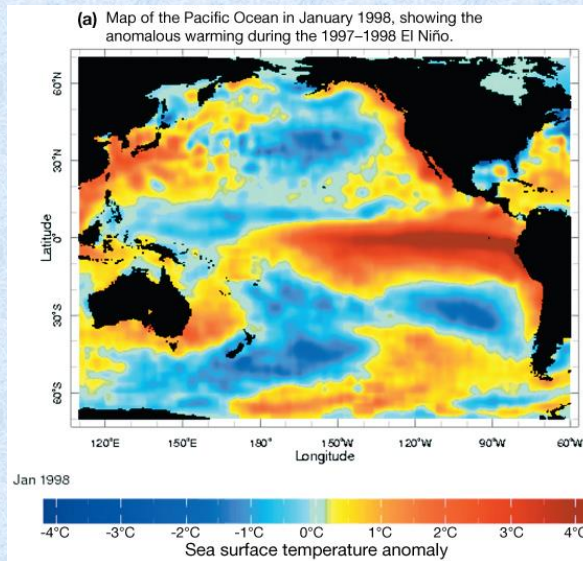 (a) Map of the Pacific Ocean in January 1998, showing the
anomalous warming during the 1997–1998 El Niño.
60°N
30°N
0°
30°S
60°S
Latitude
120°E 150°E 180° 150°W 120°W 90°W 60°W
Longitude
Jan 1998
-4°C -3°C -2°C -1°C 0°C 1°C 2°C 3°C 4°C
Sea surface temperature anomaly